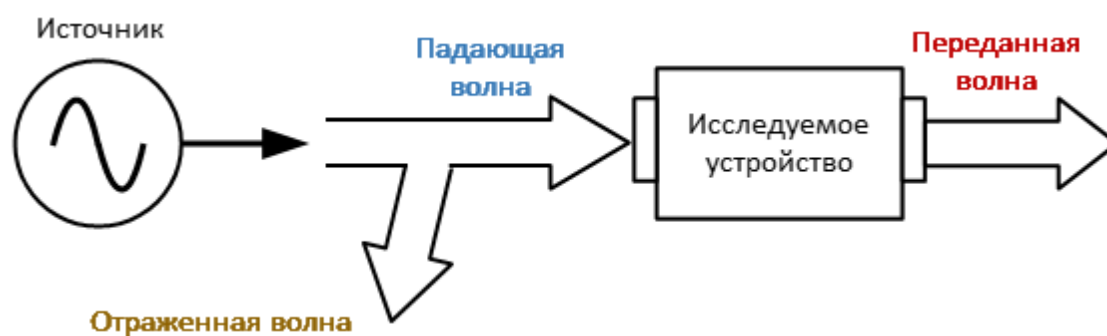 Источник
Падающая
волна
Переданная
волна
Исследуемое
устройство
Отраженная волна